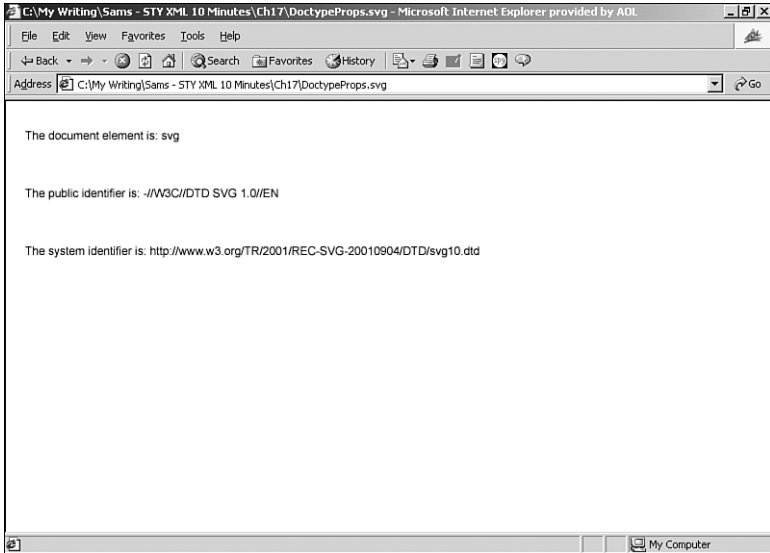 C:\My Writing\Sams - STY XML 10 Minutes\Ch17\DoctypeProps.svg - Microsoft Internet Explorer provided by AOL
File Edit View Favorites Tools Help
Back Search Favorites History
Address C:\My Writing\Sams - STY XML 10 Minutes\Ch17\DoctypeProps.svg Go
The document element is: svg
The public identifier is: -//W3C//DTD SVG 1.0//EN
The system identifier is: http://www.w3.org/TR/2001/REC-SVG-20010904/DTD/svg10.dtd
My Computer